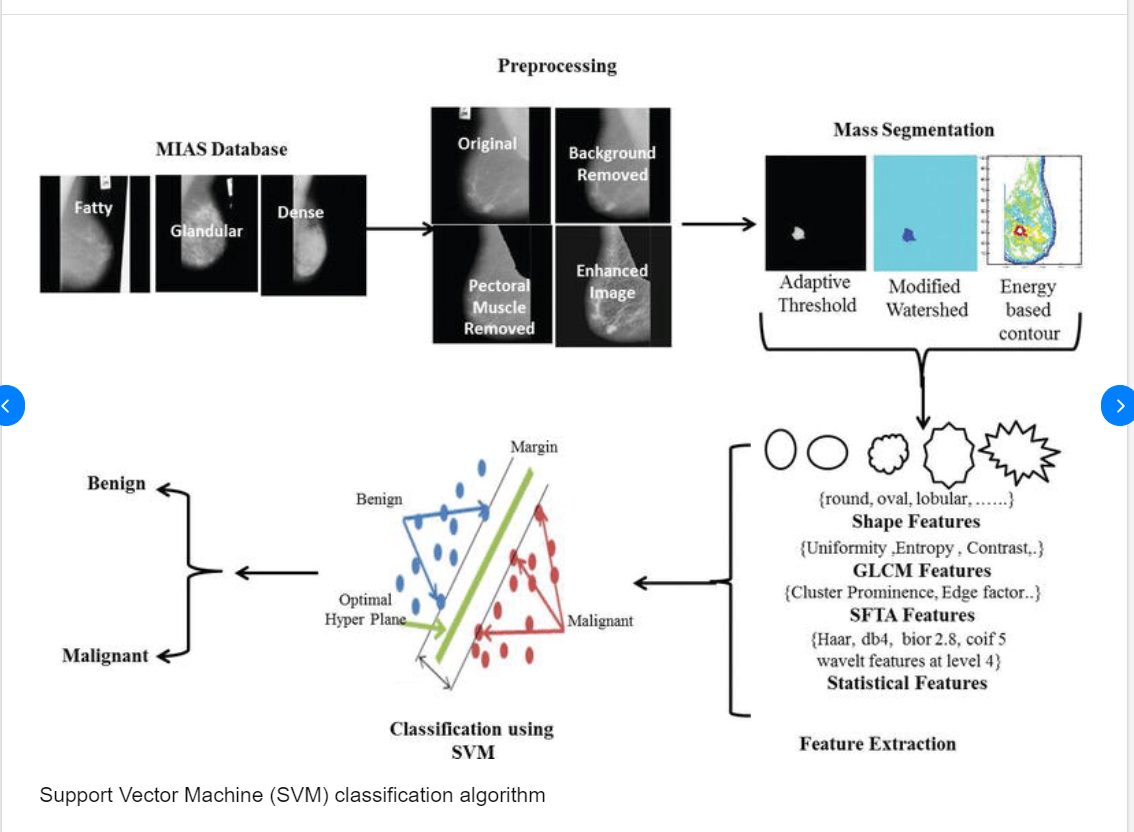 Preprocessing
MIAS Database
Fatty
Glandular
Dense
Original
Background
Removed
Pectoral
Muscle
Removed
Enhanced
Image
Mass Segmentation
Adaptive
Threshold
Modified
Watershed
Energy
based
contour
{round, oval, lobular, ......}
Shape Features
{Uniformity ,Entropy , Contrast,.}
GLCM Features
{Cluster Prominence, Edge factor..}
SFTA Features
{Haar, db4, bior 2.8, coif 5
wavelt features at level 4}
Statistical Features
Feature Extraction
Margin
Benign
Optimal
Hyper Plane
Malignant
Classification using
SVM
Benign
Malignant
Support Vector Machine (SVM) classification algorithm